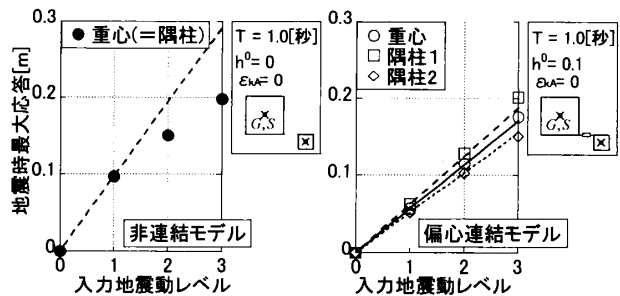 地震時最大応答[m]
0.3
0.2
0.1
0
● 重心(=隅柱)
T = 1.0[秒]
h⁰= 0
εkA= 0
G,S
非連結モデル
0 1 2 3
入力地震動レベル
0.3
0.2
0.1
0
○ 重心
□ 隅柱1
◇ 隅柱2
T = 1.0[秒]
h⁰= 0.1
εkA= 0
G,S
偏心連結モデル
0 1 2 3
入力地震動レベル